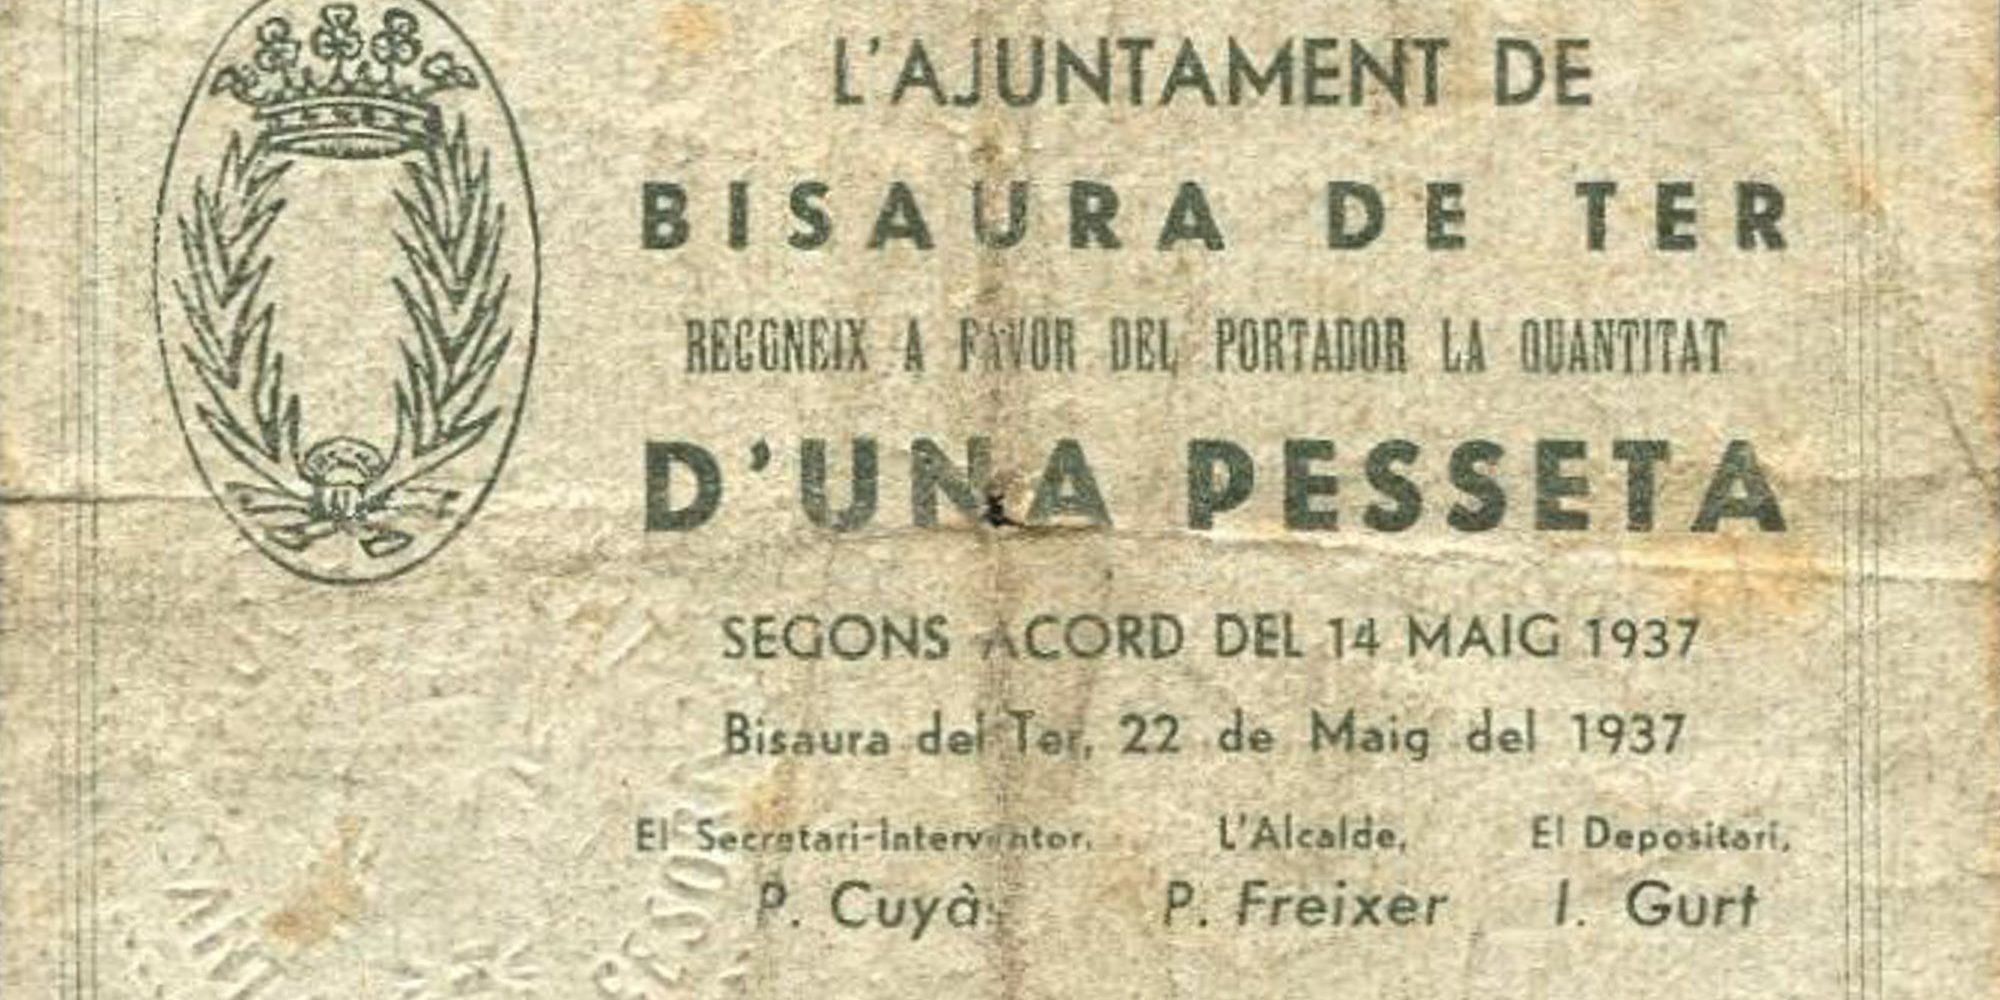 L'AJUNTAMENT DE
BISAURA DE TER
RECONEIX A FAVOR DEL PORTADOR LA QUANTITAT
D'UNA PESSETA
SEGONS ACORD DEL 14 MAIG 1937
Bisaura del Ter, 22 de Maig del 1937
El Secretari-Interventor, L'Alcalde, El Depositari,
P. Cuyàs P. Freixer I. Gurt